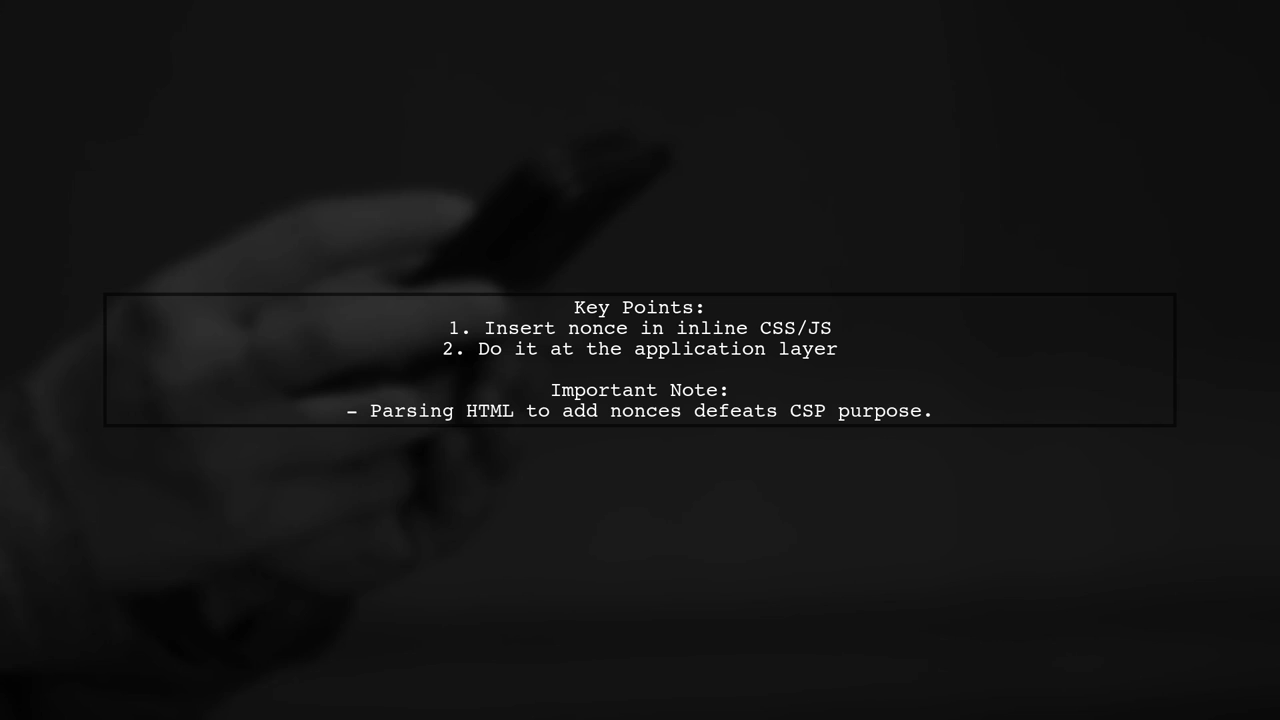 Key Points:
1. Insert nonce in inline CSS/JS
2. Do it at the application layer
Important Note:
- Parsing HTML to add nonces defeats CSP purpose.